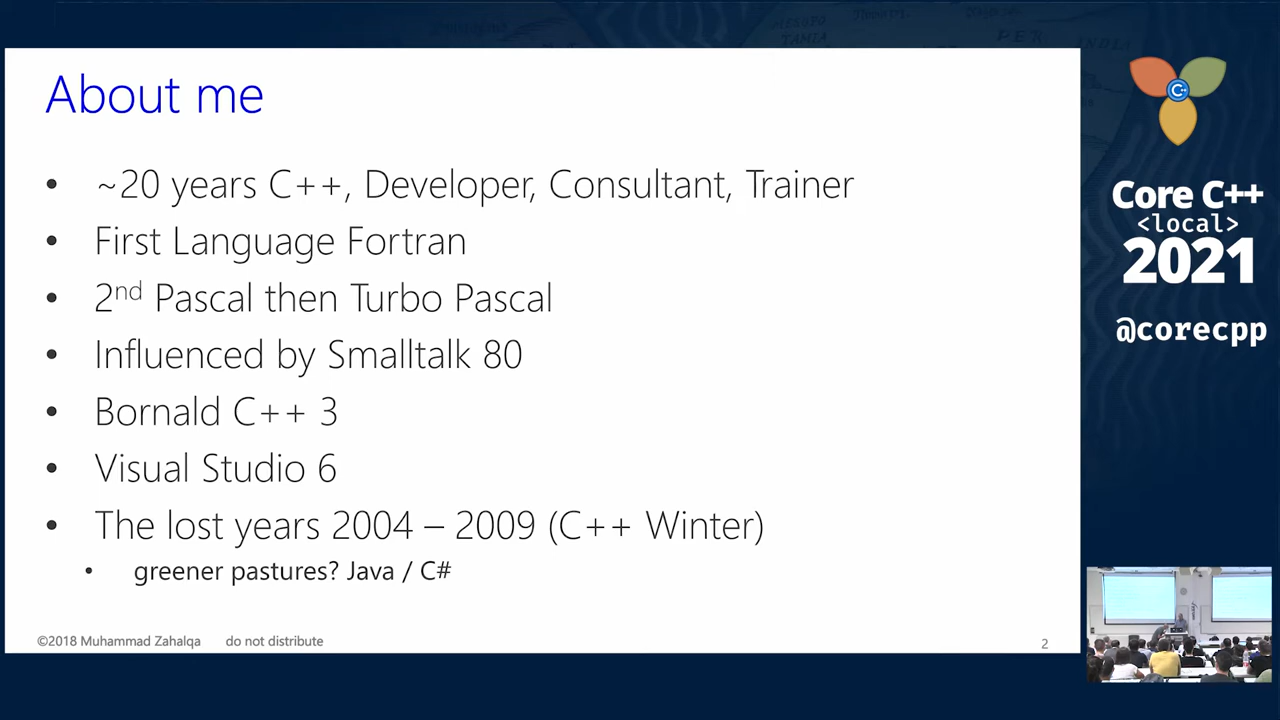 About me
• ~20 years C++, Developer, Consultant, Trainer
• First Language Fortran
• 2nd Pascal then Turbo Pascal
• Influenced by Smalltalk 80
• Bornald C++ 3
• Visual Studio 6
• The lost years 2004 – 2009 (C++ Winter)
• greener pastures? Java / C#
©2018 Muhammad Zahalqa do not distribute
2
C++
Core C++
<local>
2021
@corecpp